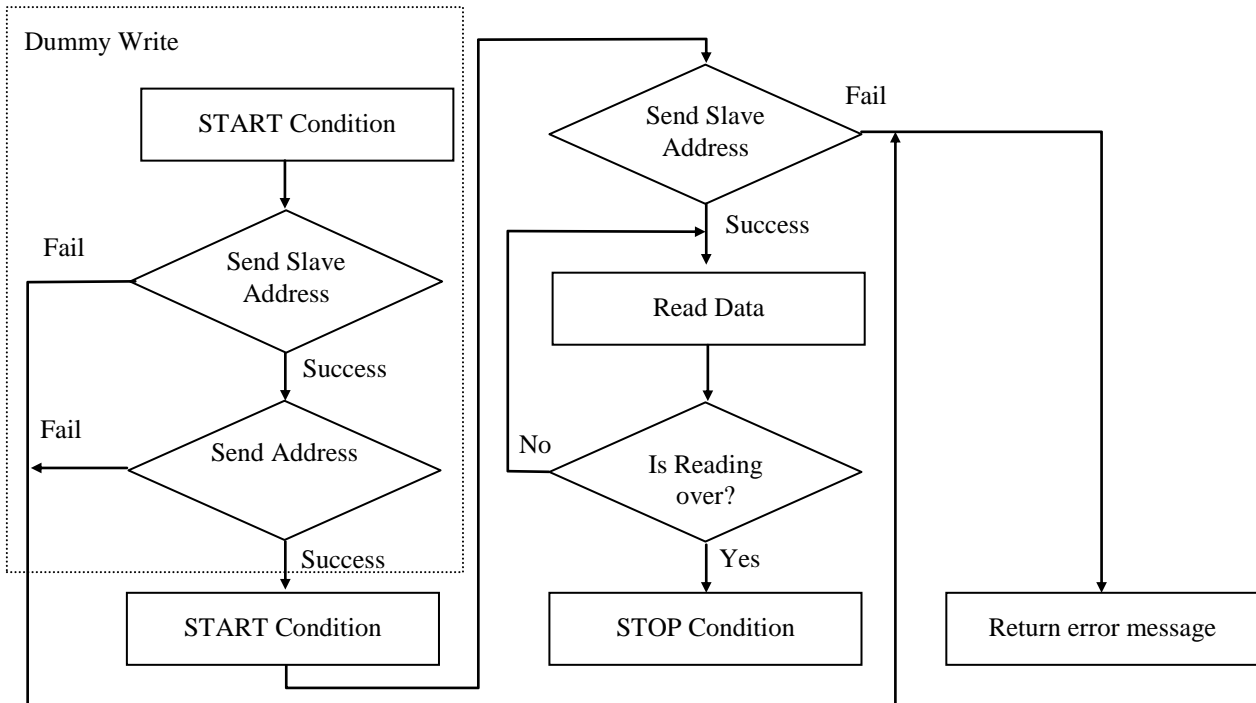 Dummy Write
START Condition
Fail
Send Slave
Address
Success
Fail
Send Address
Success
START Condition
Send Slave
Address
Fail
Success
Read Data
No
Is Reading
over?
Yes
STOP Condition
Return error message